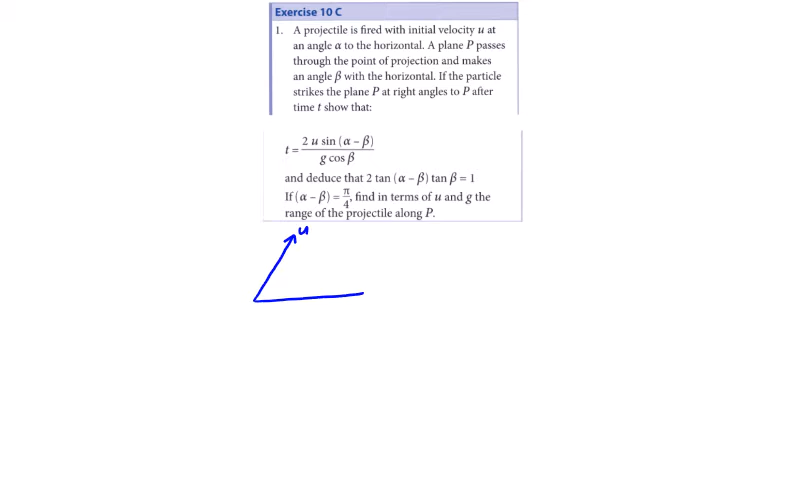 Exercise 10 C
1. A projectile is fired with initial velocity u at
an angle α to the horizontal. A plane P passes
through the point of projection and makes
an angle β with the horizontal. If the particle
strikes the plane P at right angles to P after
time t show that:
t = 2 u sin (α − β) / g cos β
and deduce that 2 tan (α − β) tan β = 1
If (α − β) = π/4, find in terms of u and g the
range of the projectile along P.
u